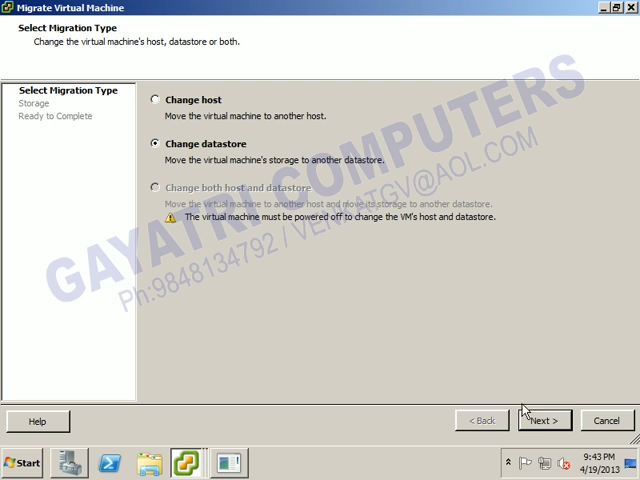 Migrate Virtual Machine
Select Migration Type
Change the virtual machine's host, datastore or both.
Select Migration Type
Storage
Ready to Complete
Change host
Move the virtual machine to another host.
Change datastore
Move the virtual machine's storage to another datastore.
Change both host and datastore
Move the virtual machine to another host and move its storage to another datastore.
The virtual machine must be powered off to change the VM's host and datastore.
GAYATRI COMPUTERS
Ph:9848134792 / VENKATGV@AOL.COM
Help
< Back
Next >
Cancel
Start
9:43 PM
4/19/2013